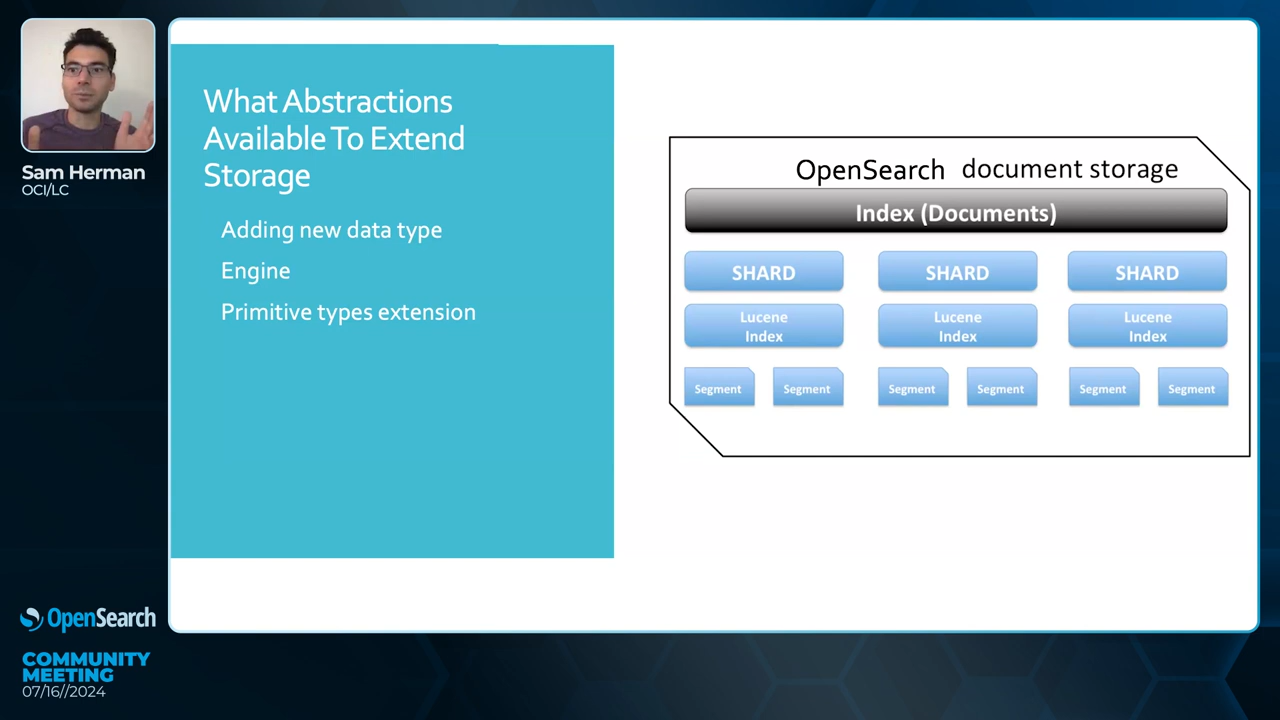 Sam Herman
OCI/LC
What Abstractions
Available To Extend
Storage
Adding new data type
Engine
Primitive types extension
OpenSearch document storage
Index (Documents)
SHARD SHARD SHARD
Lucene Lucene Lucene
Index Index Index
Segment Segment Segment Segment Segment Segment
OpenSearch
COMMUNITY
MEETING
07/16//2024